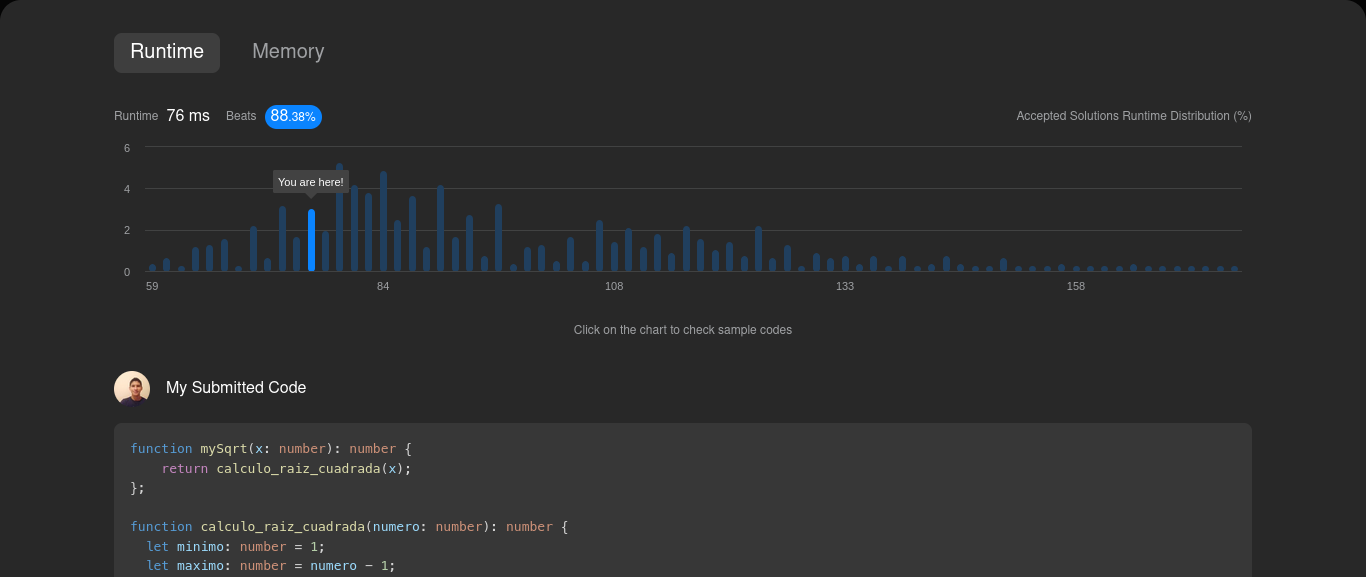 Runtime Memory
Runtime 76 ms Beats 88.38% Accepted Solutions Runtime Distribution (%)
6
You are here!
4
2
0
59 84 108 133 158
Click on the chart to check sample codes
My Submitted Code
function mySqrt(x: number): number {
    return calculo_raiz_cuadrada(x);
};
function calculo_raiz_cuadrada(numero: number): number {
  let minimo: number = 1;
  let maximo: number = numero - 1;